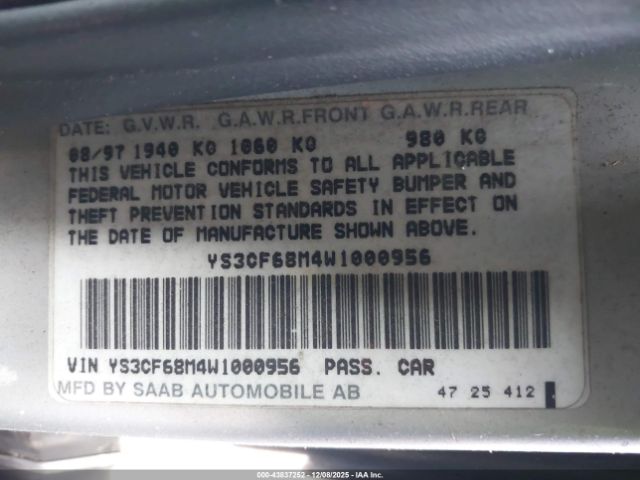 DATE: G.V.W.R. G.A.W.R.FRONT G.A.W.R.REAR
08/97 1940 KG 1060 KG 980 KG
THIS VEHICLE CONFORMS TO ALL APPLICABLE
FEDERAL MOTOR VEHICLE SAFETY BUMPER AND
THEFT PREVENTION STANDARDS IN EFFECT ON
THE DATE OF MANUFACTURE SHOWN ABOVE.
YS3CF68M4W1000956
VIN YS3CF68M4W1000956 PASS. CAR
MFD BY SAAB AUTOMOBILE AB 47 25 412
000-43837252 - 12/08/2025 - IAA Inc.